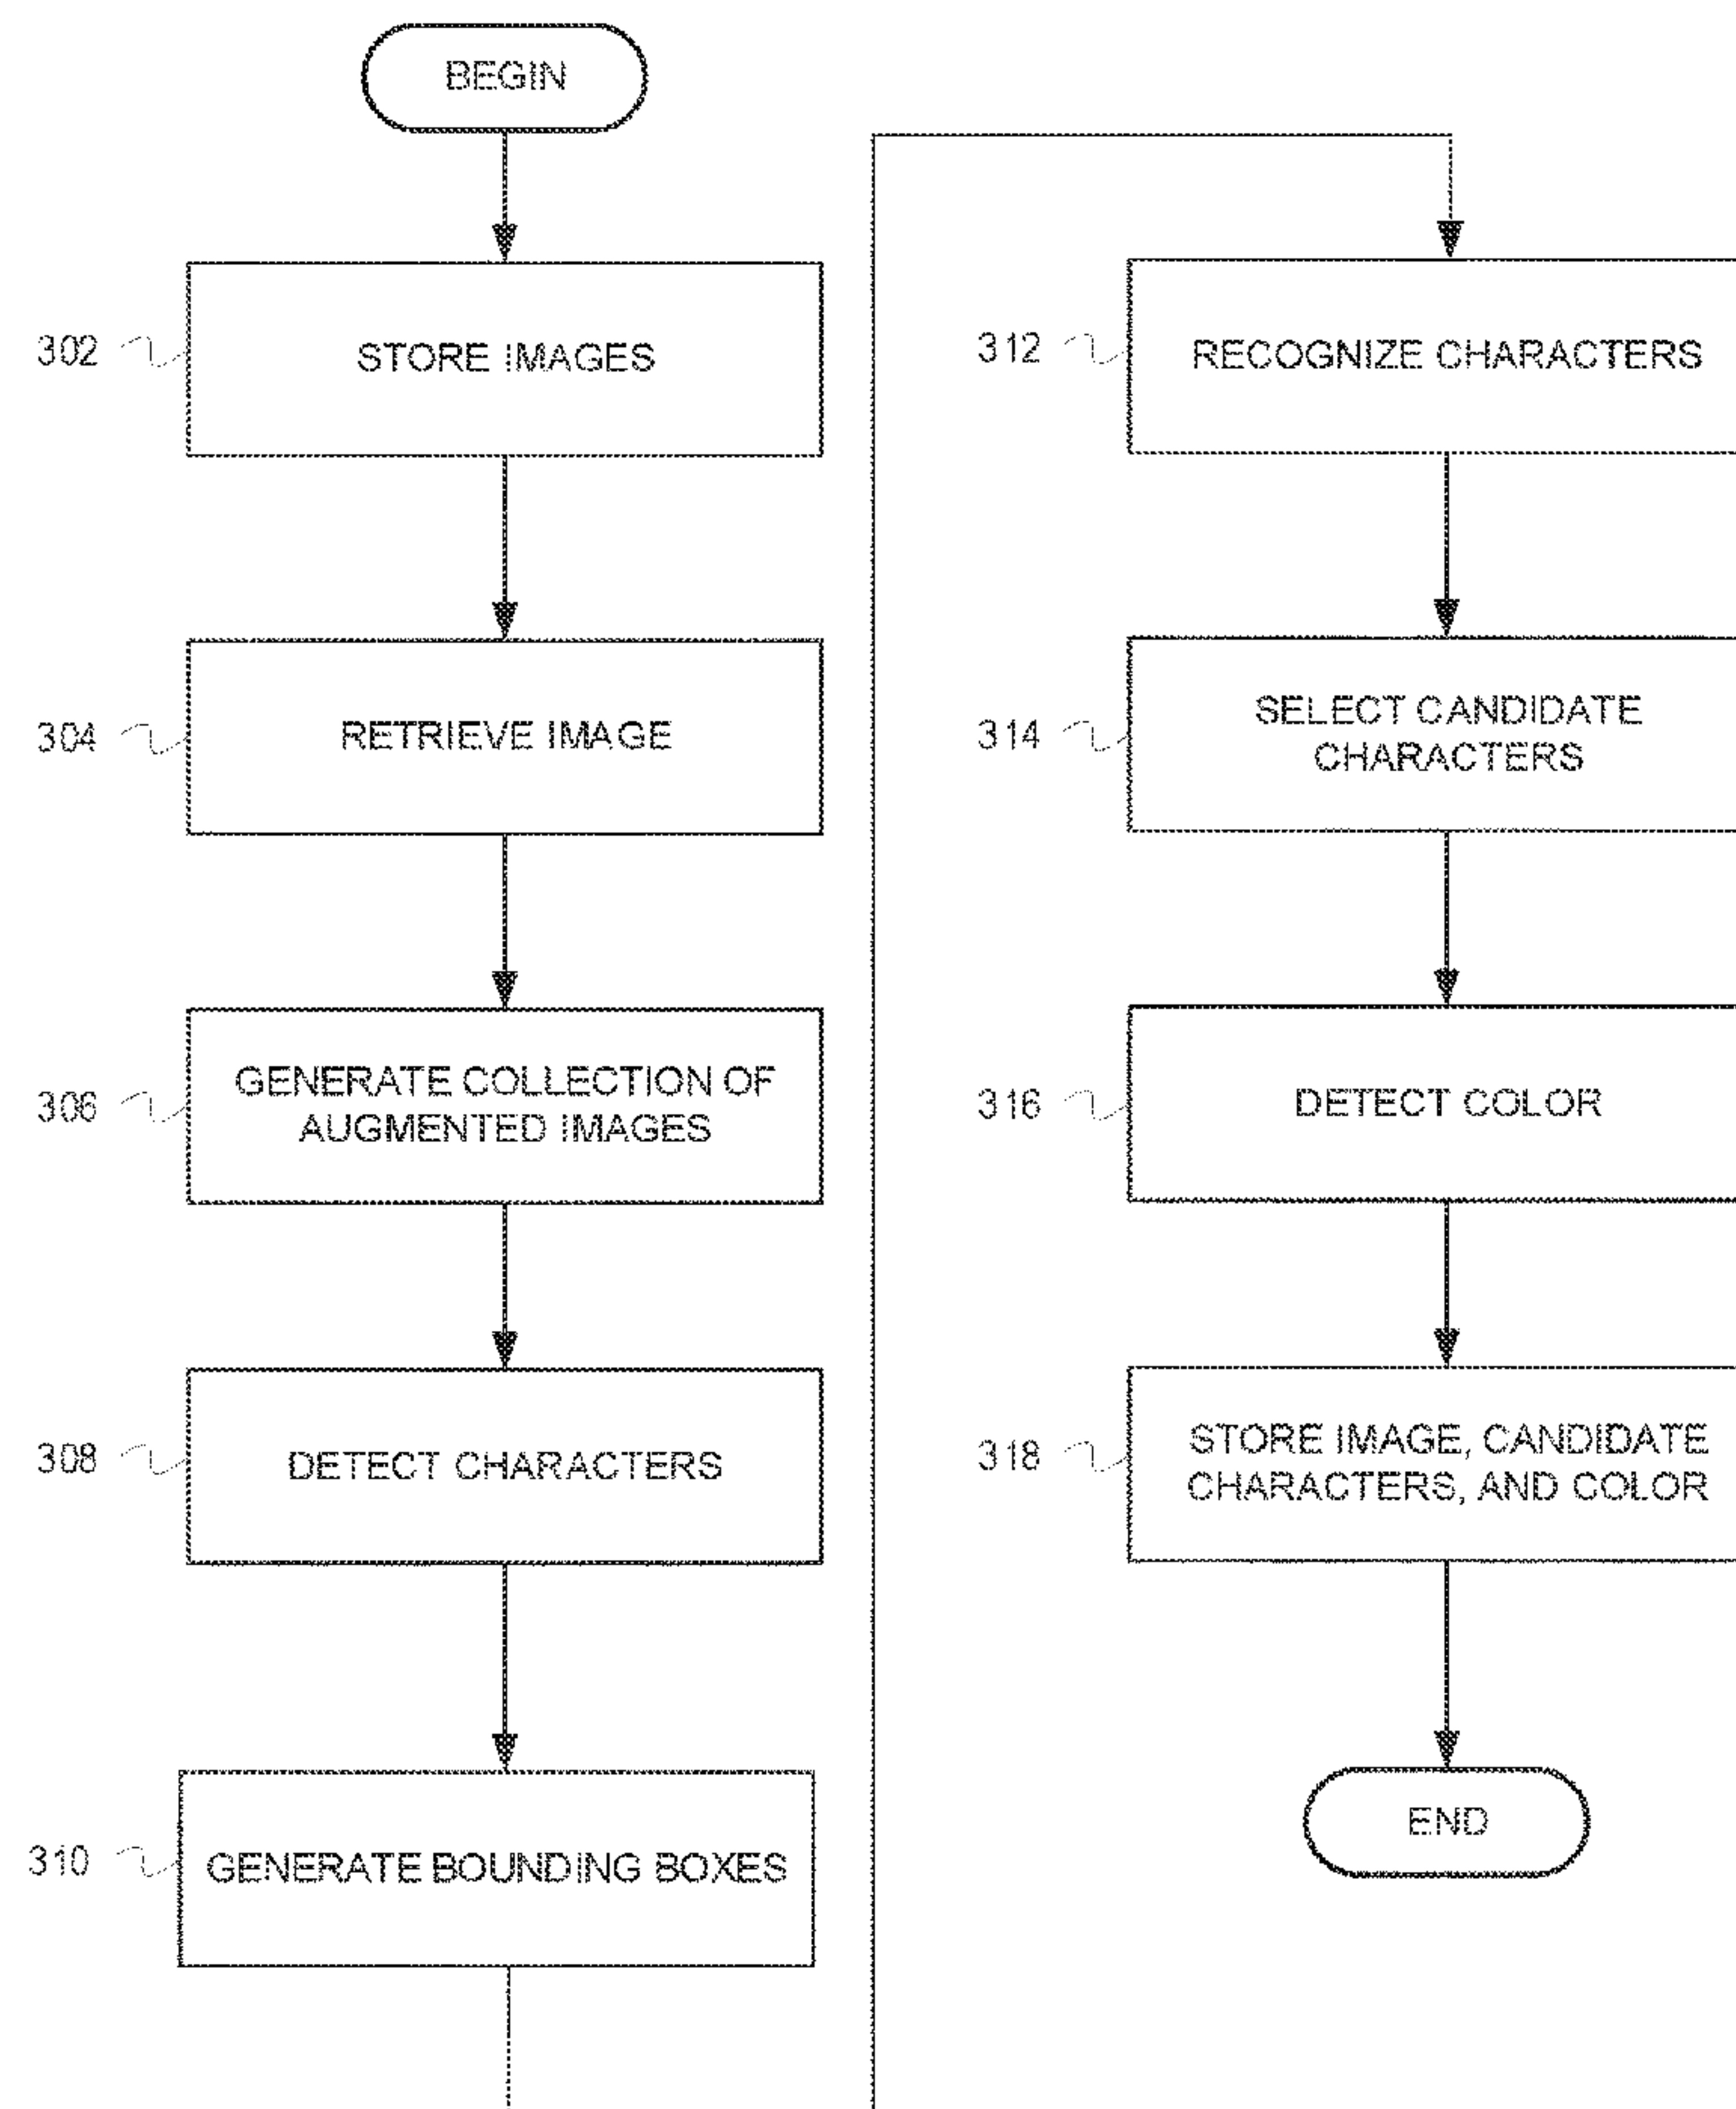 BEGIN
302
STORE IMAGES
304
RETRIEVE IMAGE
306
GENERATE COLLECTION OF
AUGMENTED IMAGES
308
DETECT CHARACTERS
310
GENERATE BOUNDING BOXES
312
RECOGNIZE CHARACTERS
314
SELECT CANDIDATE
CHARACTERS
316
DETECT COLOR
318
STORE IMAGE, CANDIDATE
CHARACTERS, AND COLOR
END